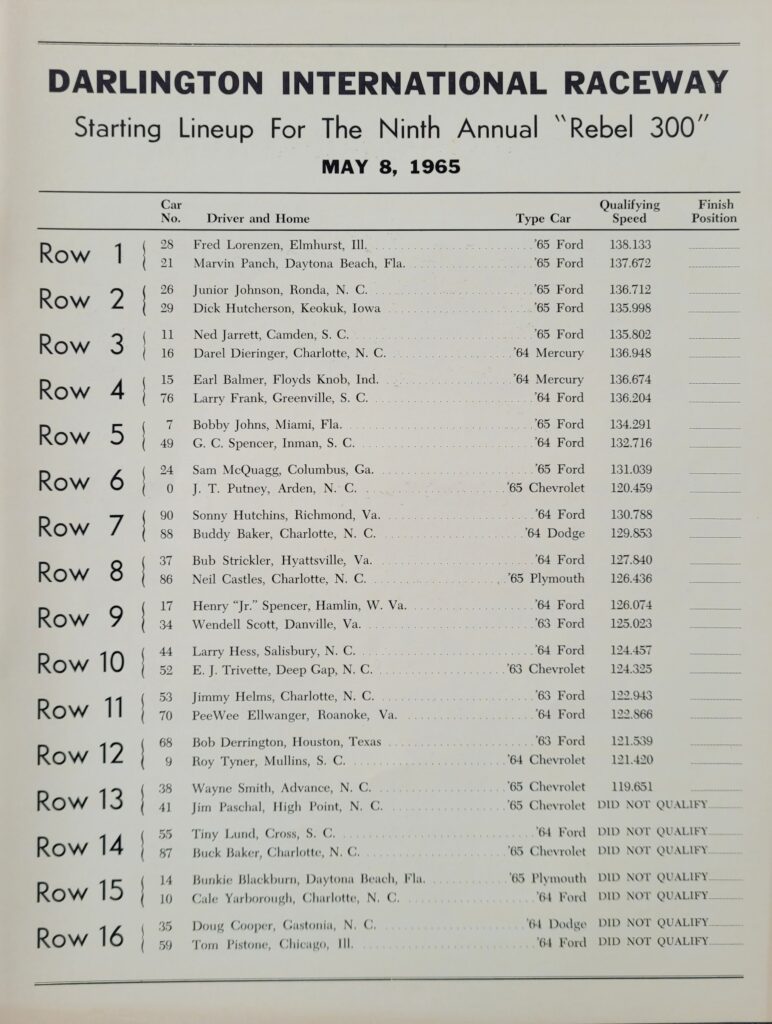 DARLINGTON INTERNATIONAL RACEWAY
Starting Lineup For The Ninth Annual "Rebel 300"
MAY 8, 1965
Car No. Driver and Home Type Car Qualifying Speed Finish Position
Row 1
28 Fred Lorenzen, Elmhurst, Ill. '65 Ford 138.133
21 Marvin Panch, Daytona Beach, Fla. '65 Ford 137.672
Row 2
26 Junior Johnson, Ronda, N. C. '65 Ford 136.712
29 Dick Hutcherson, Keokuk, Iowa '65 Ford 135.998
Row 3
11 Ned Jarrett, Camden, S. C. '65 Ford 135.802
16 Darel Dieringer, Charlotte, N. C. '64 Mercury 136.948
Row 4
15 Earl Balmer, Floyds Knob, Ind. '64 Mercury 136.674
76 Larry Frank, Greenville, S. C. '64 Ford 136.204
Row 5
7 Bobby Johns, Miami, Fla. '65 Ford 134.291
49 G. C. Spencer, Inman, S. C. '64 Ford 132.716
Row 6
24 Sam McQuagg, Columbus, Ga. '65 Ford 131.039
0 J. T. Putney, Arden, N. C. '65 Chevrolet 120.459
Row 7
90 Sonny Hutchins, Richmond, Va. '64 Ford 130.788
88 Buddy Baker, Charlotte, N. C. '64 Dodge 129.853
Row 8
37 Bub Strickler, Hyattsville, Va. '64 Ford 127.840
86 Neil Castles, Charlotte, N. C. '65 Plymouth 126.436
Row 9
17 Henry "Jr." Spencer, Hamlin, W. Va. '64 Ford 126.074
34 Wendell Scott, Danville, Va. '63 Ford 125.023
Row 10
44 Larry Hess, Salisbury, N. C. '64 Ford 124.457
52 E. J. Trivette, Deep Gap, N. C. '63 Chevrolet 124.325
Row 11
53 Jimmy Helms, Charlotte, N. C. '63 Ford 122.943
70 PeeWee Ellwanger, Roanoke, Va. '64 Ford 122.866
Row 12
68 Bob Derrington, Houston, Texas '63 Ford 121.539
9 Roy Tyner, Mullins, S. C. '64 Chevrolet 121.420
Row 13
38 Wayne Smith, Advance, N. C. '65 Chevrolet 119.651
41 Jim Paschal, High Point, N. C. '65 Chevrolet DID NOT QUALIFY
Row 14
55 Tiny Lund, Cross, S. C. '64 Ford DID NOT QUALIFY
87 Buck Baker, Charlotte, N. C. '65 Chevrolet DID NOT QUALIFY
Row 15
14 Bunkie Blackburn, Daytona Beach, Fla. '65 Plymouth DID NOT QUALIFY
10 Cale Yarborough, Charlotte, N. C. '64 Ford DID NOT QUALIFY
Row 16
35 Doug Cooper, Gastonia, N. C. '64 Dodge DID NOT QUALIFY
59 Tom Pistone, Chicago, Ill. '64 Ford DID NOT QUALIFY